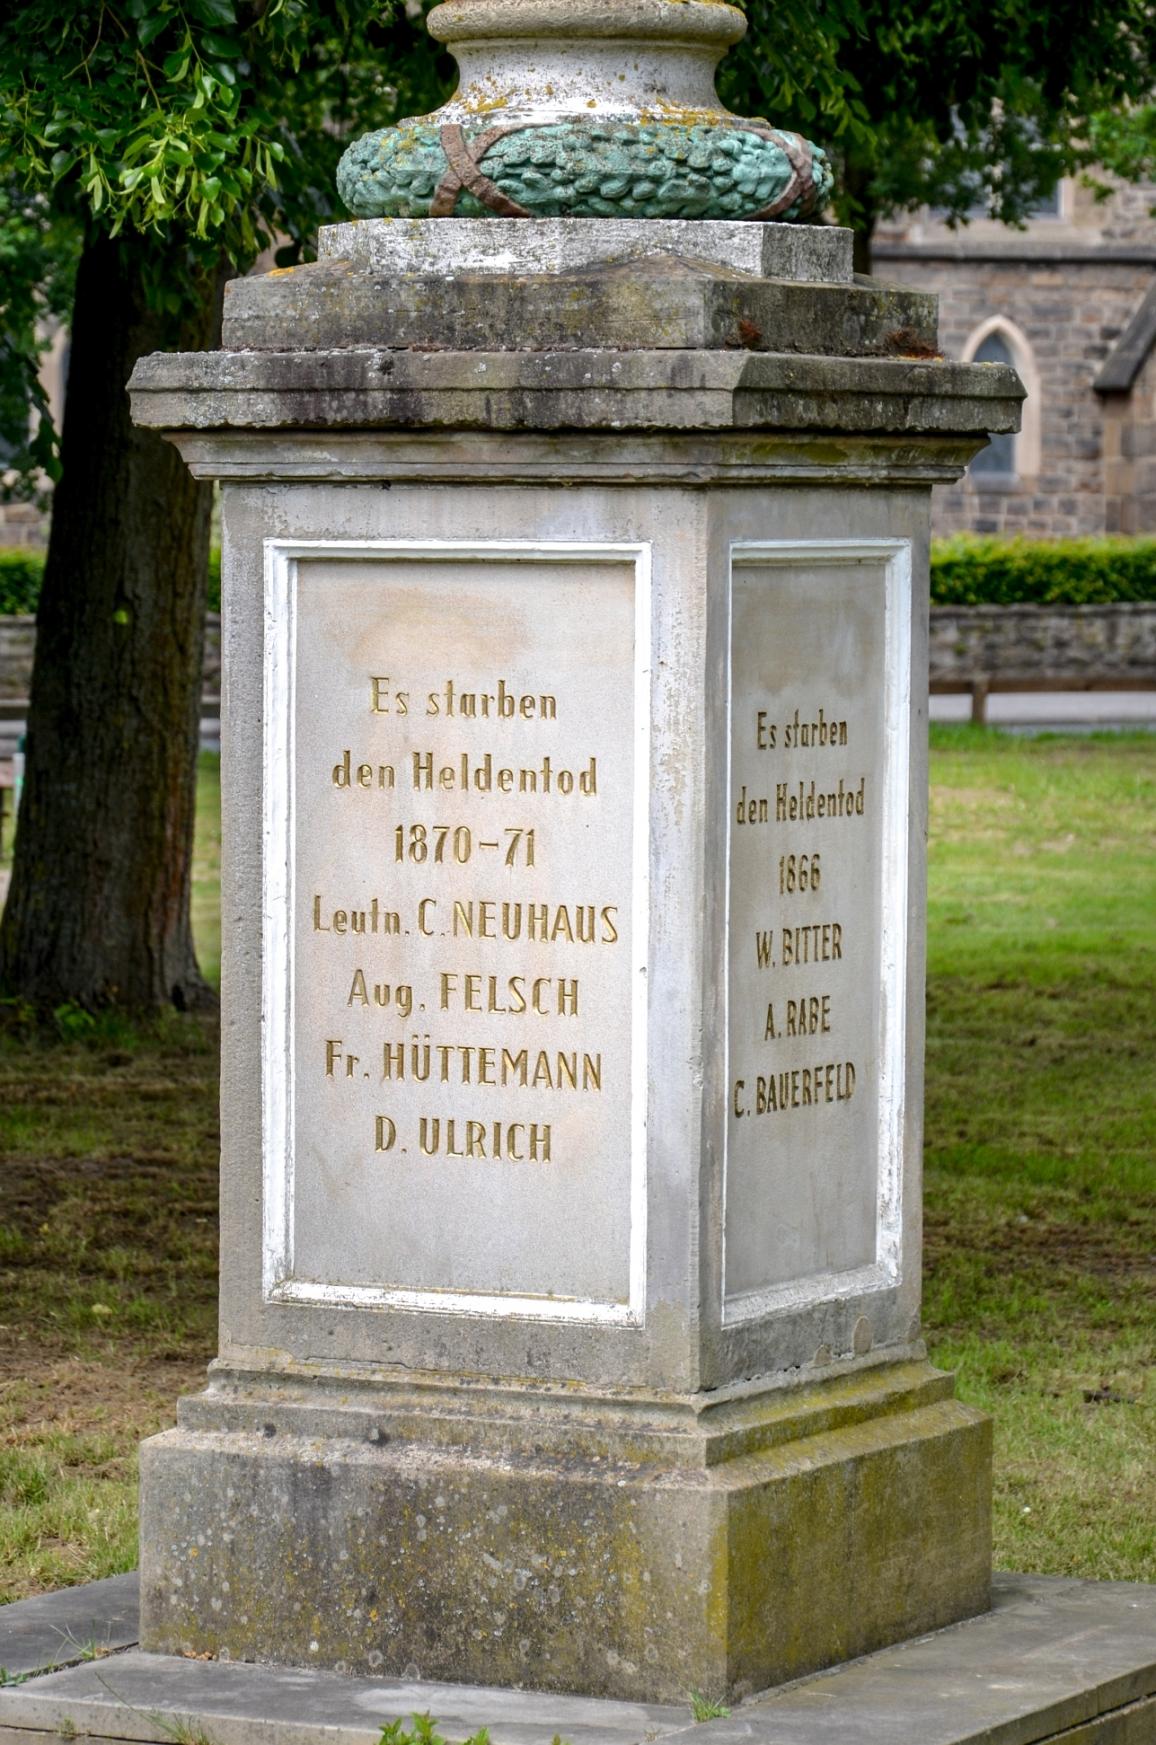 Es starben
den Heldentod
1870–71
Leutn. C. NEUHAUS
Aug. FELSCH
Fr. HÜTTEMANN
D. ULRICH
Es starben
den Heldentod
1866
W. BITTER
A. RABE
C. BAUERFELD